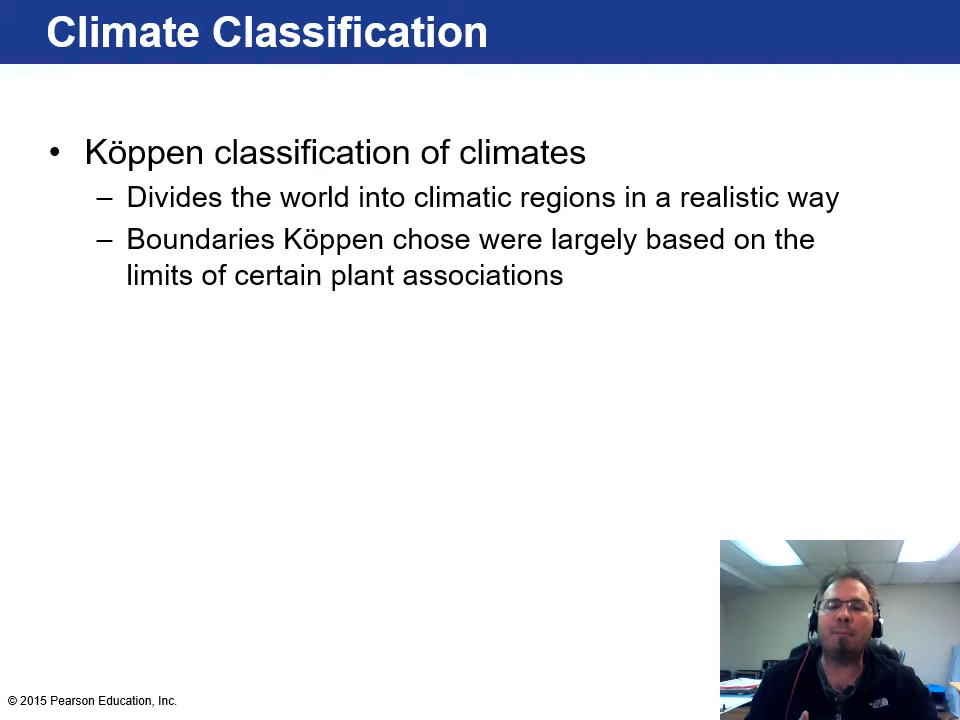 Climate Classification
• Köppen classification of climates
– Divides the world into climatic regions in a realistic way
– Boundaries Köppen chose were largely based on the
limits of certain plant associations
© 2015 Pearson Education, Inc.